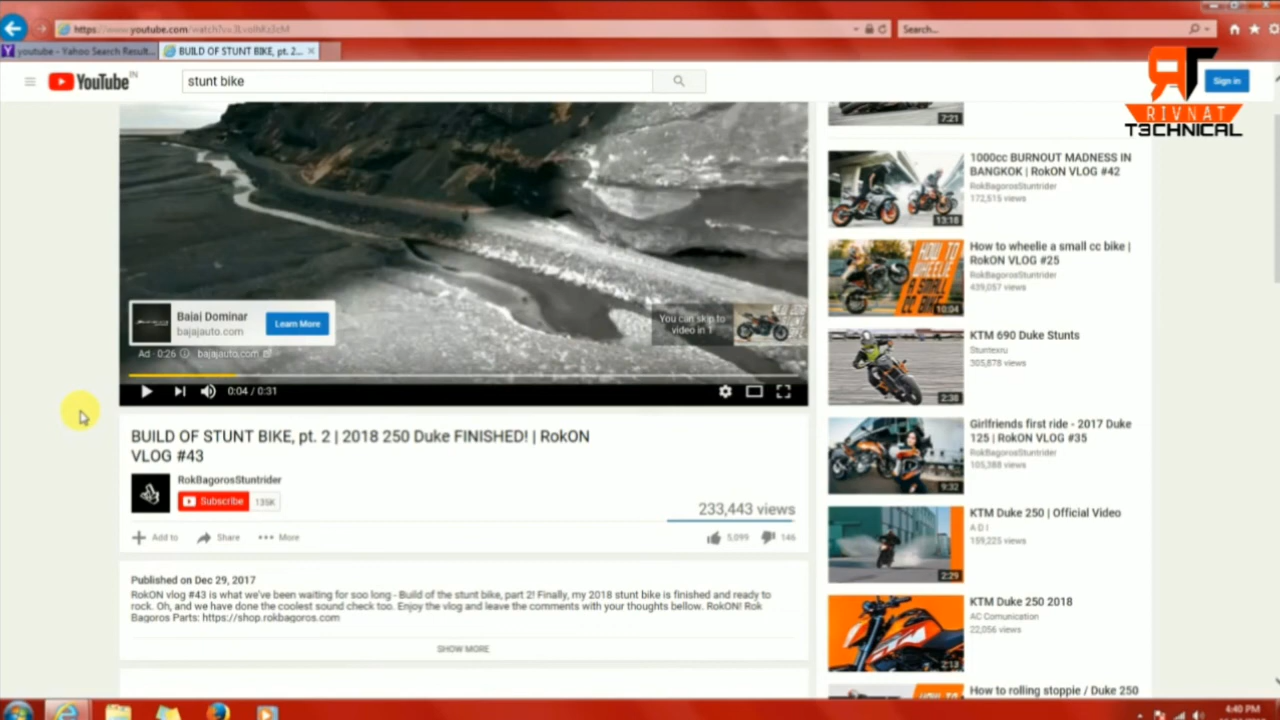 youtube - Yahoo Search Result...
BUILD OF STUNT BIKE, pt. 2...
Search...
YouTube IN
stunt bike
Sign in
RIVNAT
T3CHNICAL
7:21
Bajaj Dominar
bajajauto.com
Learn More
You can skip to
video in 1
Ad · 0:26
bajajauto.com
0:04 / 0:31
BUILD OF STUNT BIKE, pt. 2 | 2018 250 Duke FINISHED! | RokON
VLOG #43
RokBagorosStuntrider
Subscribe 135K
233,443 views
Add to
Share
More
5,099
146
Published on Dec 29, 2017
RokON vlog #43 is what we've been waiting for soo long - Build of the stunt bike, part 2! Finally, my 2018 stunt bike is finished and ready to
rock. Oh, and we have done the coolest sound check too. Enjoy the vlog and leave the comments with your thoughts bellow. RokON! Rok
Bagoros Parts: https://shop.rokbagoros.com
SHOW MORE
1000cc BURNOUT MADNESS IN
BANGKOK | RokON VLOG #42
RokBagorosStuntrider
172,515 views
13:18
How to wheelie a small cc bike |
RokON VLOG #25
RokBagorosStuntrider
439,057 views
HOW TO
WHEELIE
A SMALL
CC BIKE
10:04
KTM 690 Duke Stunts
Stuntexru
305,878 views
2:38
Girlfriends first ride - 2017 Duke
125 | RokON VLOG #35
RokBagorosStuntrider
105,388 views
9:32
KTM Duke 250 | Official Video
A D I
159,225 views
2:29
KTM Duke 250 2018
AC Comunication
22,056 views
2:13
How to rolling stoppie / Duke 250
4:40 PM